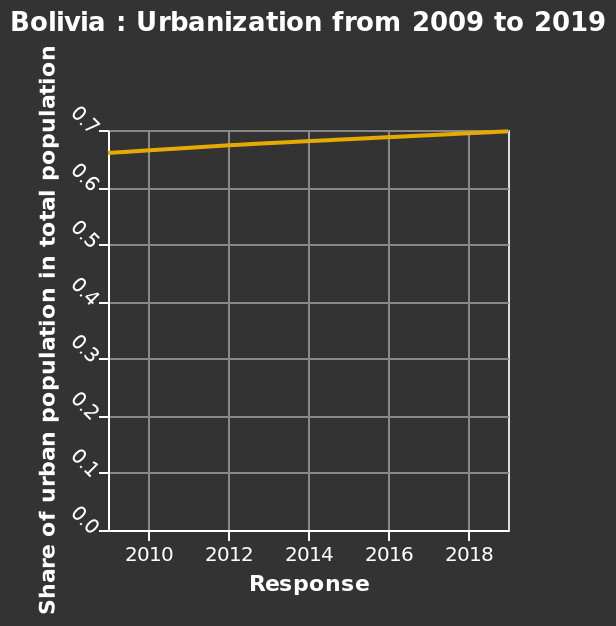 Bolivia : Urbanization from 2009 to 2019
Share of urban population in total population
0.7
0.6
0.5
0.4
0.3
0.2
0.1
0.0
2010 2012 2014 2016 2018
Response